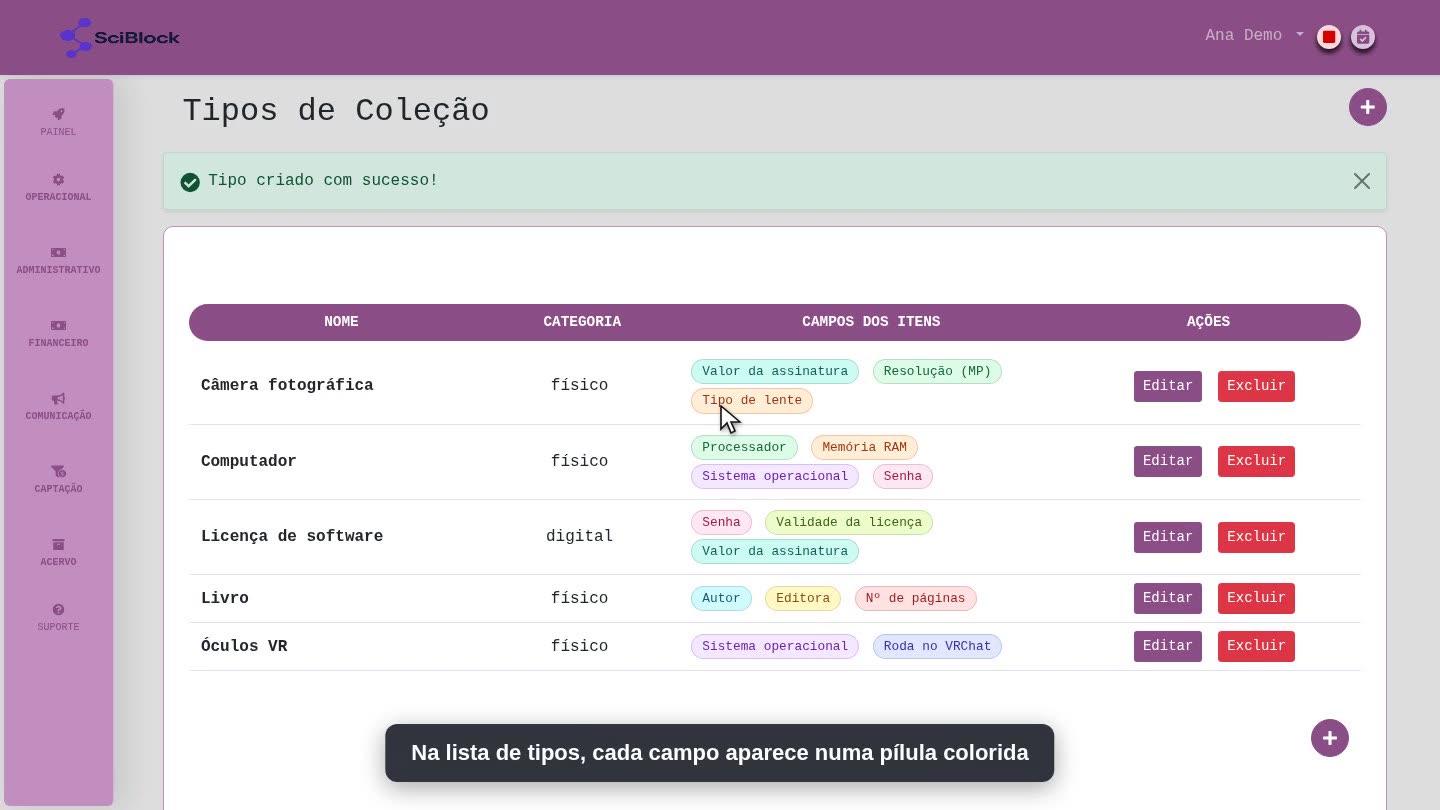 SciBlock
Ana Demo
PAINEL
OPERACIONAL
ADMINISTRATIVO
FINANCEIRO
COMUNICAÇÃO
CAPTAÇÃO
ACERVO
SUPORTE
Tipos de Coleção
Tipo criado com sucesso!
NOME CATEGORIA CAMPOS DOS ITENS AÇÕES
Câmera fotográfica físico Valor da assinatura Resolução (MP) Editar Excluir
Tipo de lente
Computador físico Processador Memória RAM Editar Excluir
Sistema operacional Senha
Licença de software digital Senha Validade da licença Editar Excluir
Valor da assinatura
Livro físico Autor Editora Nº de páginas Editar Excluir
Óculos VR físico Sistema operacional Roda no VRChat Editar Excluir
Na lista de tipos, cada campo aparece numa pílula colorida